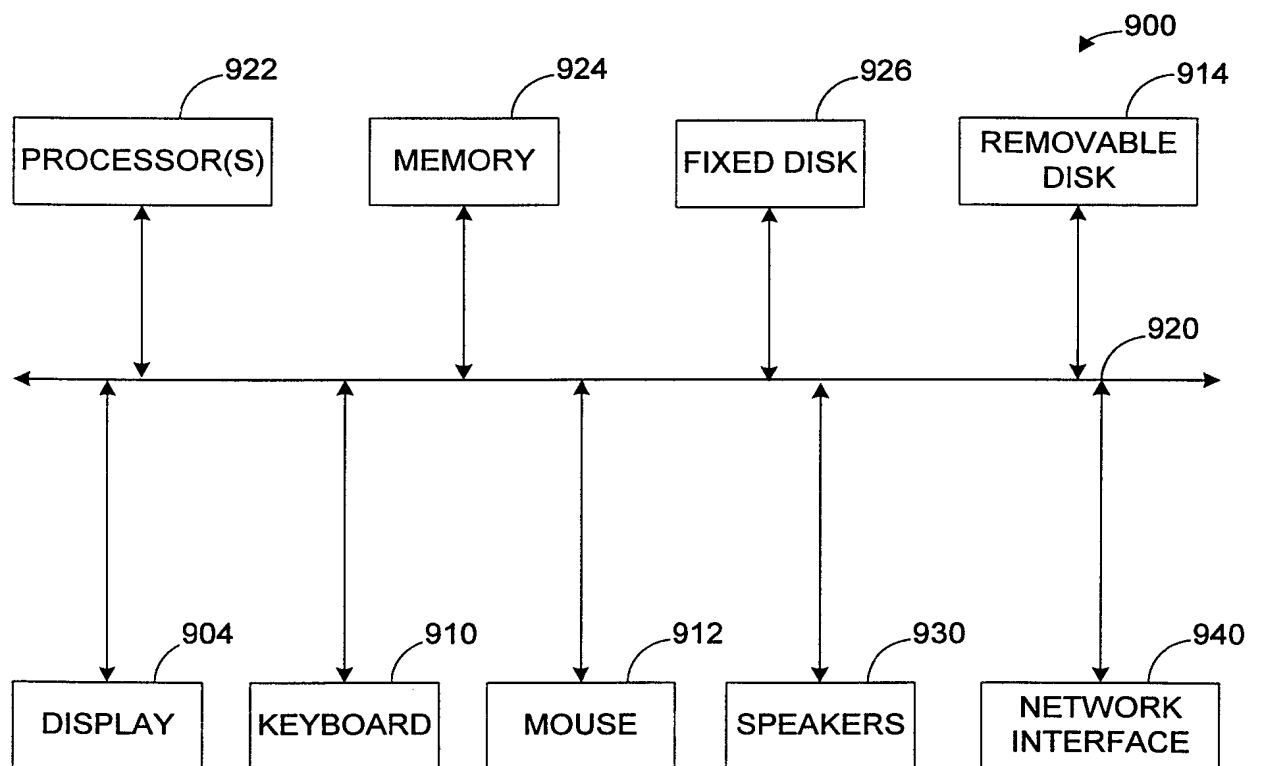 900
922
924
926
914
PROCESSOR(S)
MEMORY
FIXED DISK
REMOVABLE
DISK
920
904
910
912
930
940
DISPLAY
KEYBOARD
MOUSE
SPEAKERS
NETWORK
INTERFACE